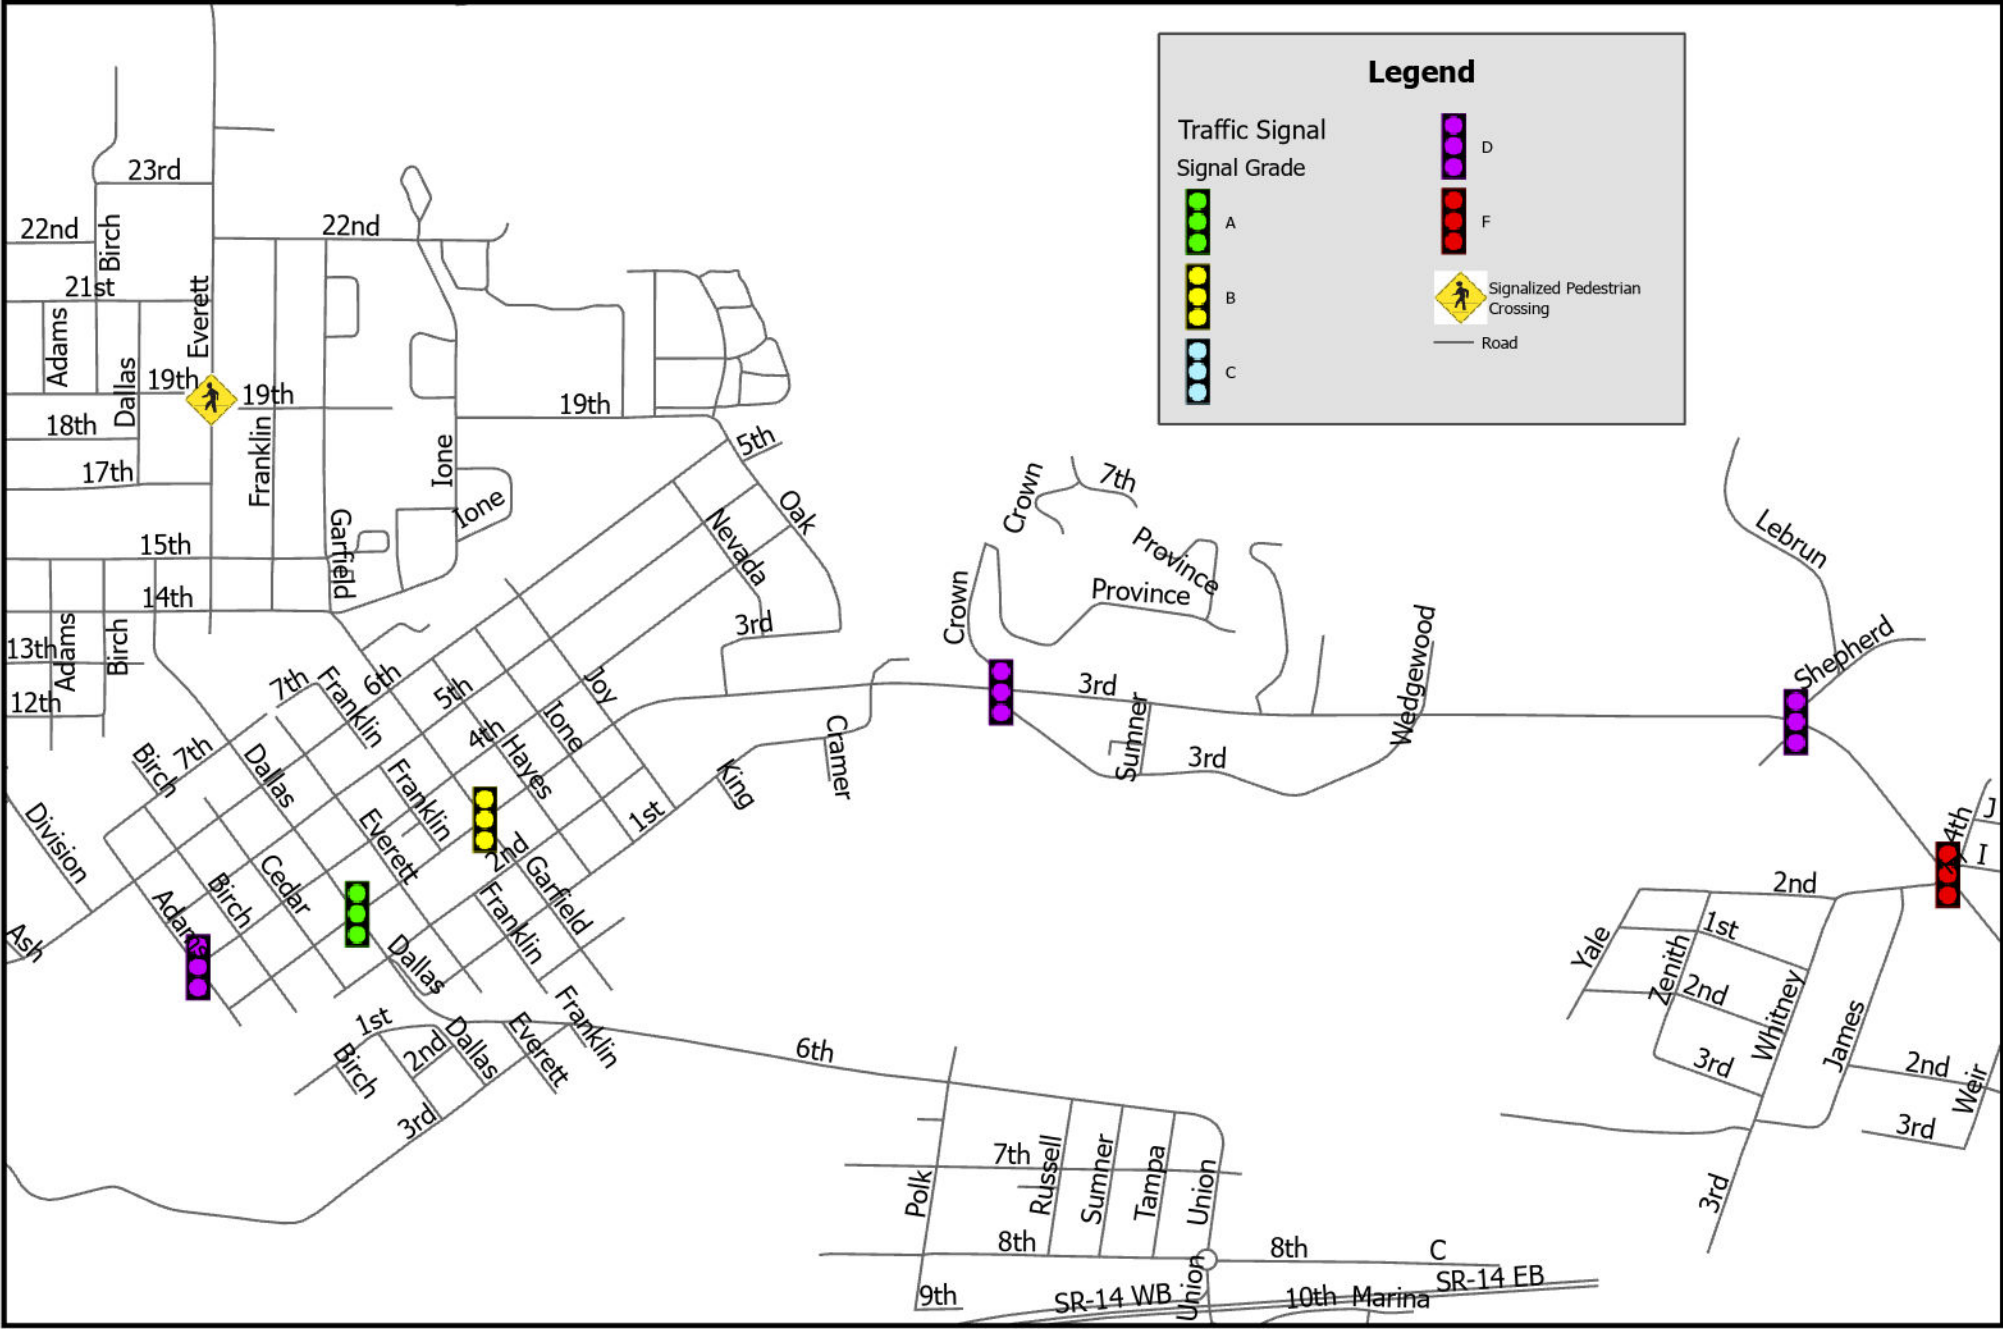 Legend
Traffic Signal
Signal Grade
A
B
C
D
F
Signalized Pedestrian
Crossing
Road
23rd
22nd
Birch
22nd
21st
Everett
Adams
Dallas
19th
19th
19th
18th
Franklin
17th
Ione
Ione
5th
Oak
Nevada
Garfield
15th
14th
13th
Adams
Birch
12th
3rd
Crown
7th
Province
Province
Crown
Lebrun
Shepherd
Wedgewood
3rd
Sumner
3rd
7th
Franklin
6th
5th
Joy
4th
Ione
Hayes
Birch
7th
Dallas
Franklin
Everett
King
Cramer
1st
2nd
Garfield
Division
Cedar
Birch
Adams
Ash
Franklin
Dallas
4th
J
I
2nd
1st
Yale
Zenith
2nd
Whitney
3rd
James
2nd
Weir
3rd
3rd
1st
Birch
2nd
Dallas
Everett
Franklin
3rd
6th
7th
Russell
Sumner
Tampa
Union
Polk
8th
8th
C
9th
SR-14 WB
Union
10th
Marina
SR-14 EB